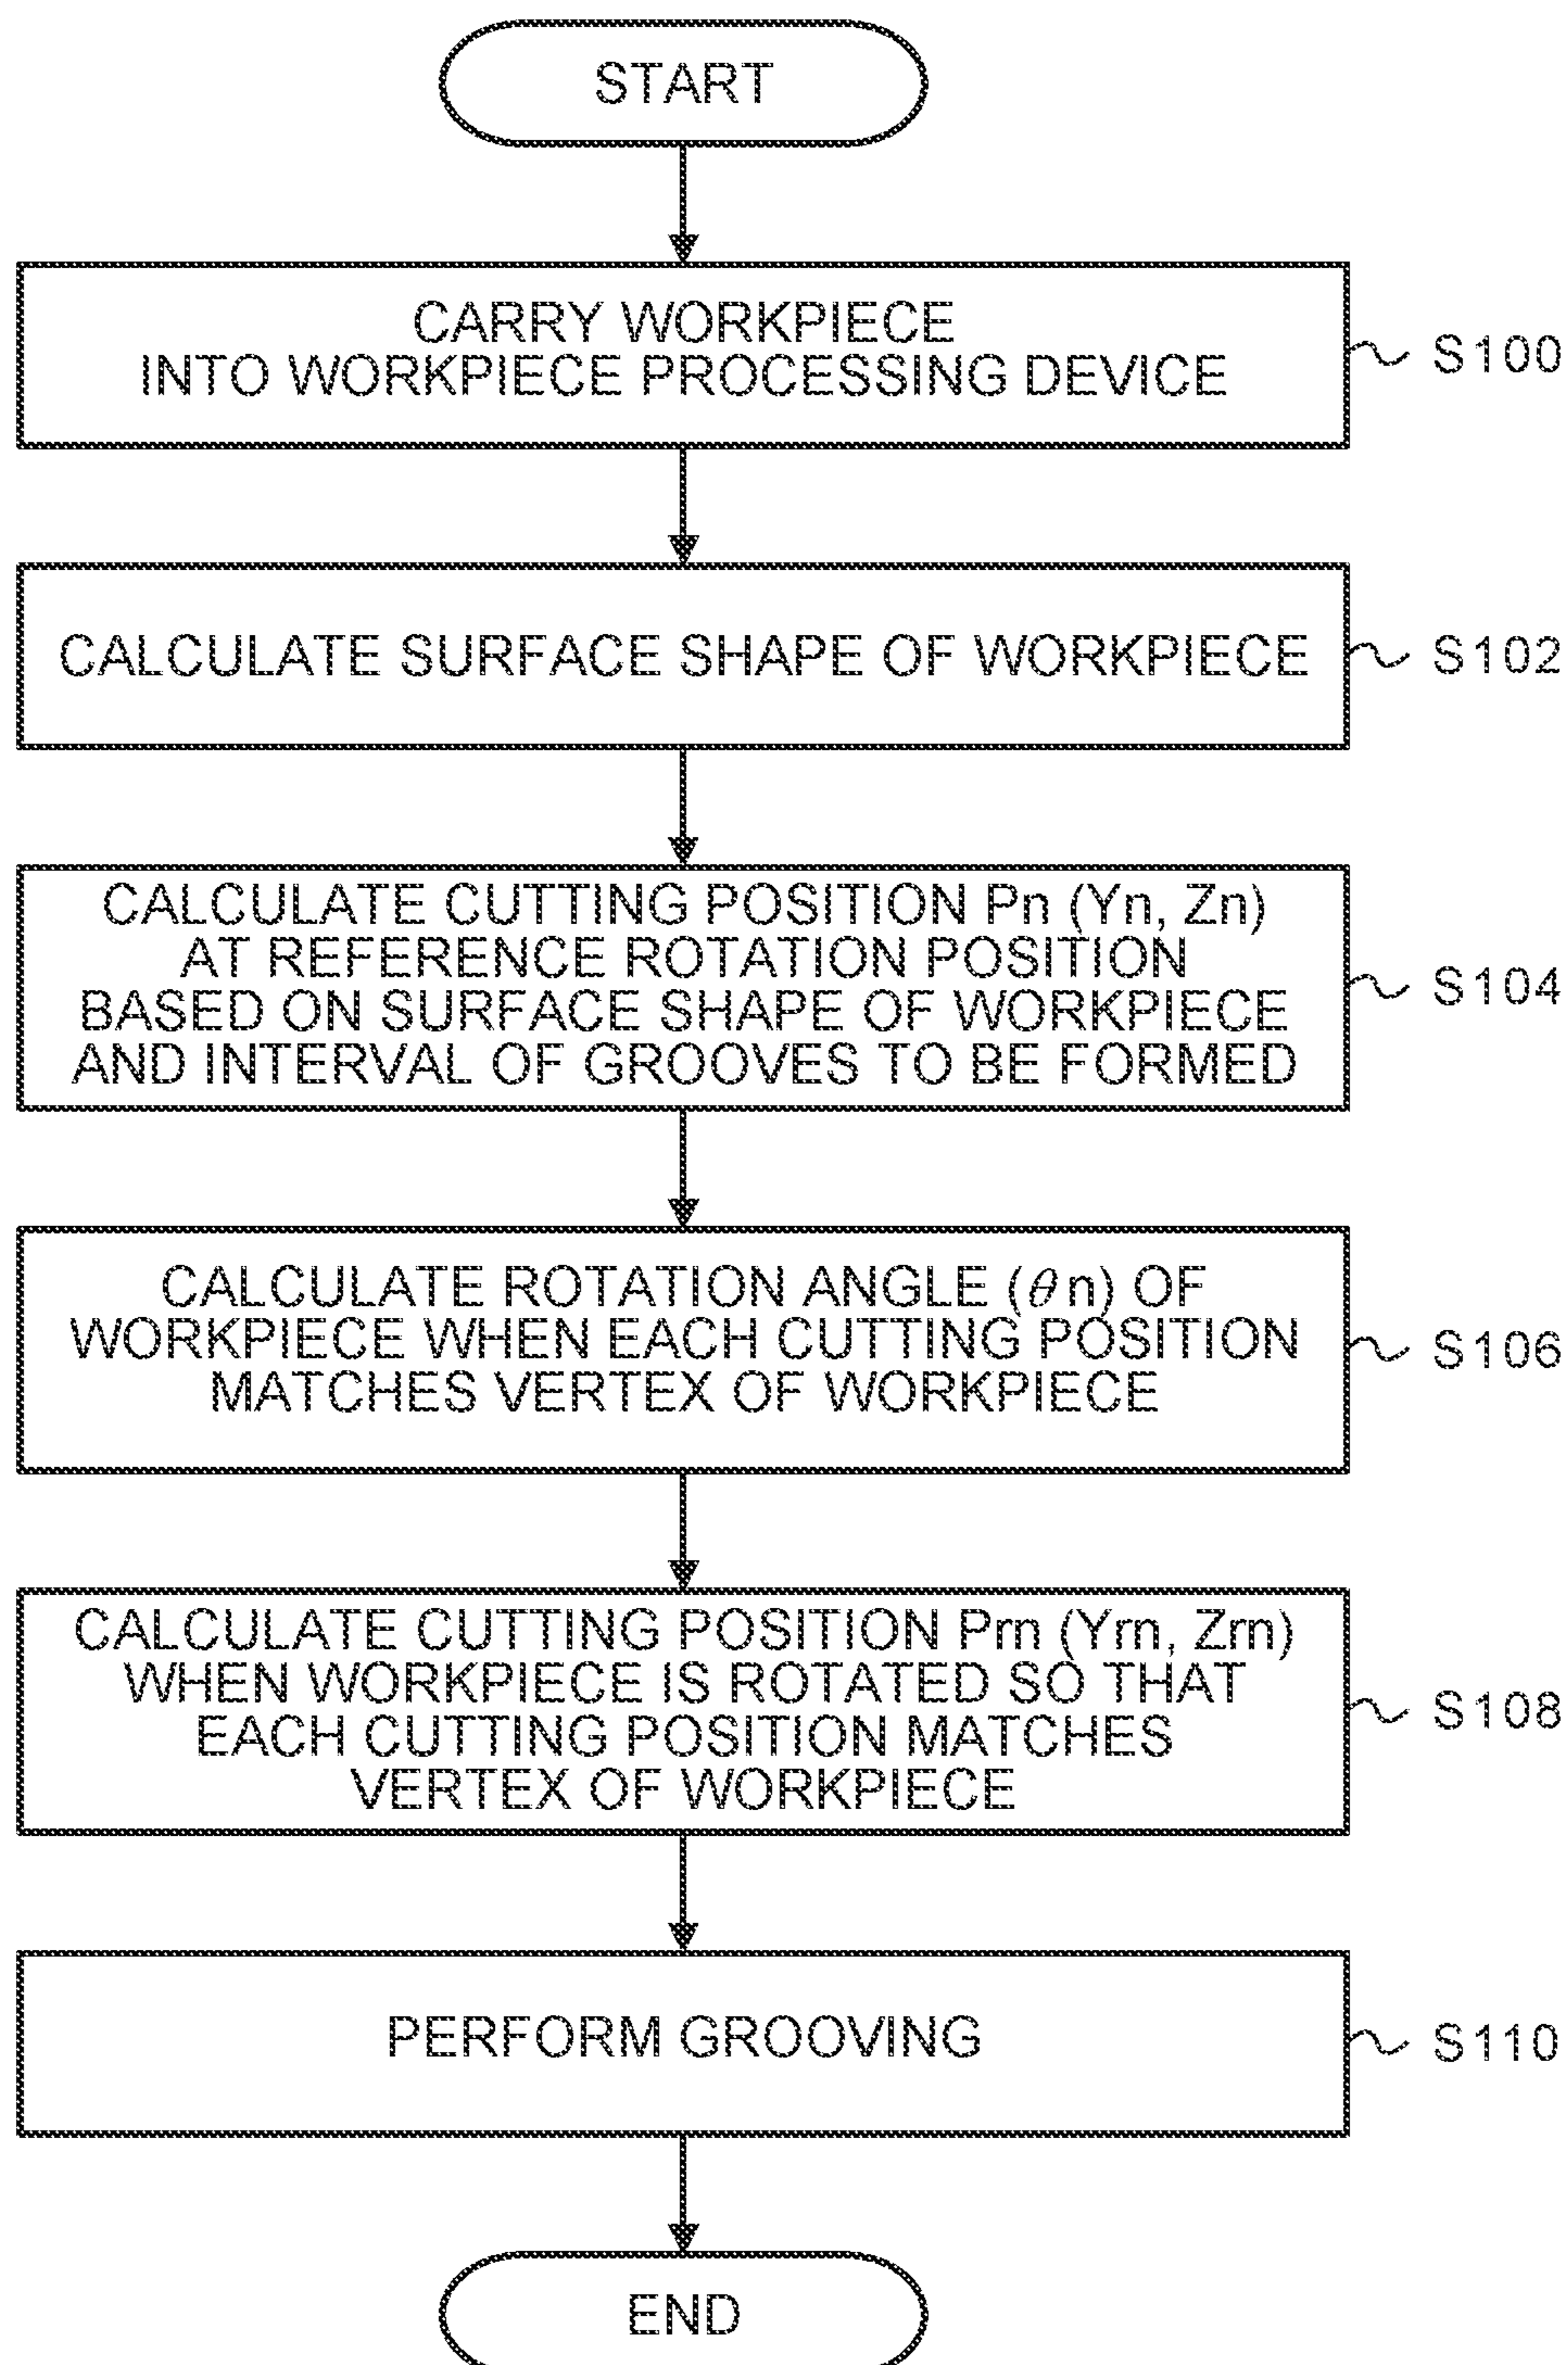 START
CARRY WORKPIECE
INTO WORKPIECE PROCESSING DEVICE
S100
CALCULATE SURFACE SHAPE OF WORKPIECE
S102
CALCULATE CUTTING POSITION Pn (Yn, Zn)
AT REFERENCE ROTATION POSITION
BASED ON SURFACE SHAPE OF WORKPIECE
AND INTERVAL OF GROOVES TO BE FORMED
S104
CALCULATE ROTATION ANGLE (θn) OF
WORKPIECE WHEN EACH CUTTING POSITION
MATCHES VERTEX OF WORKPIECE
S106
CALCULATE CUTTING POSITION Prn (Yrn, Zrn)
WHEN WORKPIECE IS ROTATED SO THAT
EACH CUTTING POSITION MATCHES
VERTEX OF WORKPIECE
S108
PERFORM GROOVING
S110
END